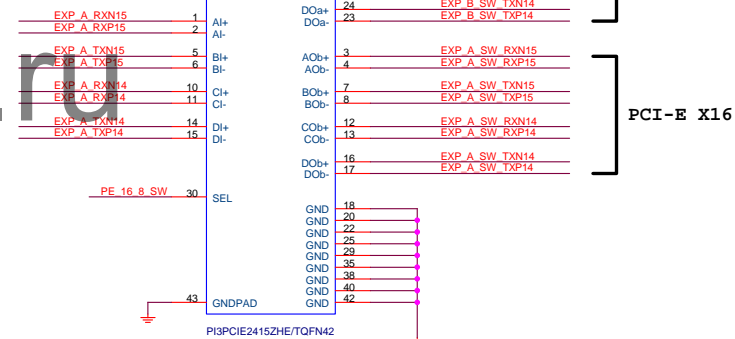 DOa+ 24 EXP_B_SW_TXN14
DOa- 23 EXP_B_SW_TXP14
EXP_A_RXN15 1 AI+
EXP_A_RXP15 2 AI-
EXP_A_TXN15 5 BI+ AOb+ 3 EXP_A_SW_RXN15
EXP_A_TXP15 6 BI- AOb- 4 EXP_A_SW_RXP15
EXP_A_RXN14 10 CI+ BOb+ 7 EXP_A_SW_TXN15
EXP_A_RXP14 11 CI- BOb- 8 EXP_A_SW_TXP15
PCI-E X16
EXP_A_TXN14 14 DI+ COb+ 12 EXP_A_SW_RXN14
EXP_A_TXP14 15 DI- COb- 13 EXP_A_SW_RXP14
DOb+ 16 EXP_A_SW_TXN14
DOb- 17 EXP_A_SW_TXP14
PE_16_8_SW 30 SEL
GND 18
GND 20
GND 22
GND 25
GND 29
GND 35
GND 38
GND 40
43 GNDPAD GND 42
PI3PCIE2415ZHE/TQFN42
ru